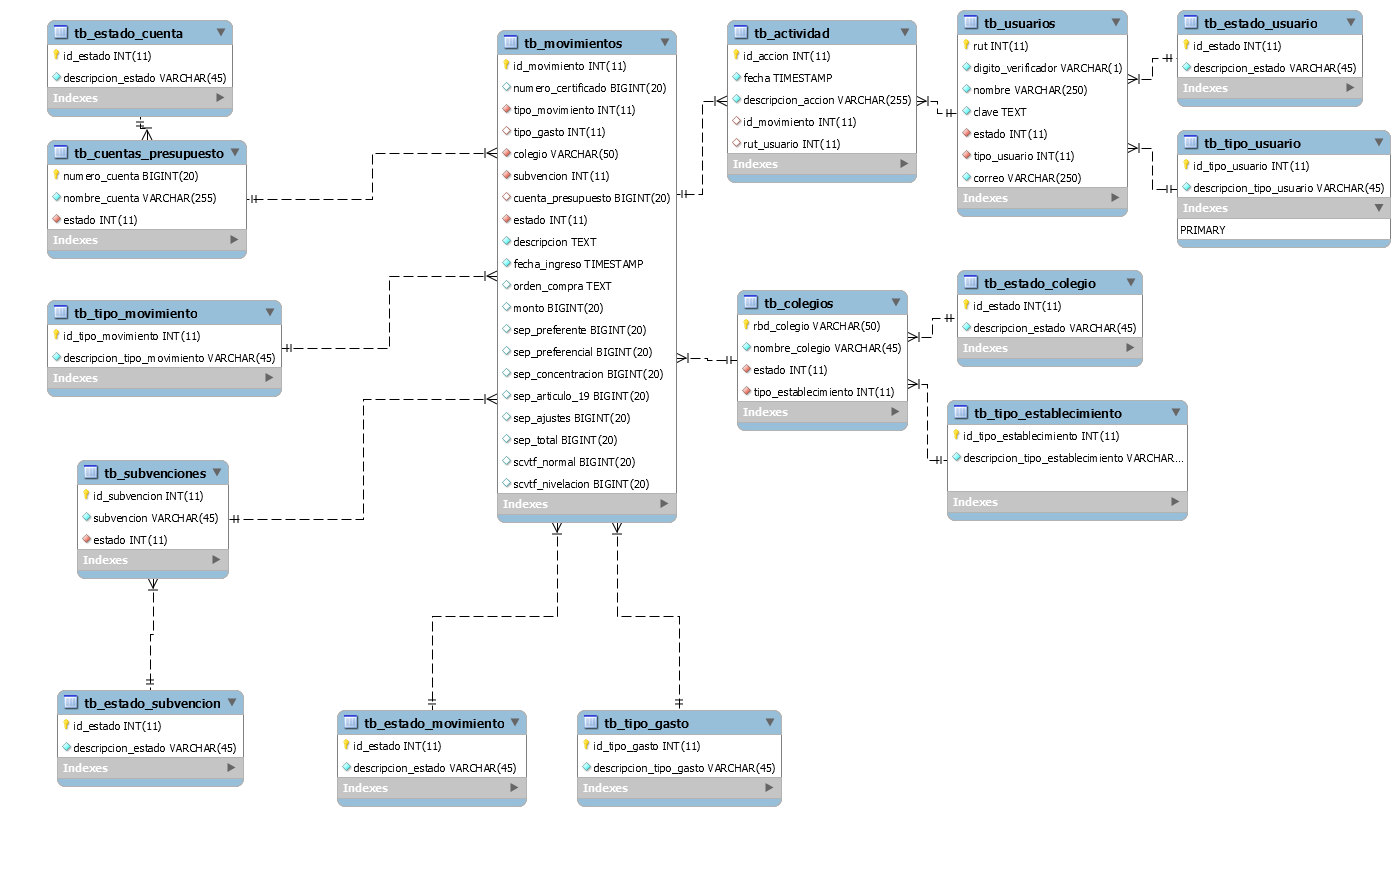 tb_estado_cuenta
id_estado INT(11)
descripcion_estado VARCHAR(45)
Indexes
tb_cuentas_presupuesto
numero_cuenta BIGINT(20)
nombre_cuenta VARCHAR(255)
estado INT(11)
Indexes
tb_tipo_movimiento
id_tipo_movimiento INT(11)
descripcion_tipo_movimiento VARCHAR(45)
Indexes
tb_subvenciones
id_subvencion INT(11)
subvencion VARCHAR(45)
estado INT(11)
Indexes
tb_estado_subvencion
id_estado INT(11)
descripcion_estado VARCHAR(45)
Indexes
tb_movimientos
id_movimiento INT(11)
numero_certificado BIGINT(20)
tipo_movimiento INT(11)
tipo_gasto INT(11)
colegio VARCHAR(50)
subvencion INT(11)
cuenta_presupuesto BIGINT(20)
estado INT(11)
descripcion TEXT
fecha_ingreso TIMESTAMP
orden_compra TEXT
monto BIGINT(20)
sep_preferente BIGINT(20)
sep_preferencial BIGINT(20)
sep_concentracion BIGINT(20)
sep_articulo_19 BIGINT(20)
sep_ajustes BIGINT(20)
sep_total BIGINT(20)
scvtf_normal BIGINT(20)
scvtf_nivelacion BIGINT(20)
Indexes
tb_estado_movimiento
id_estado INT(11)
descripcion_estado VARCHAR(45)
Indexes
tb_tipo_gasto
id_tipo_gasto INT(11)
descripcion_tipo_gasto VARCHAR(45)
Indexes
tb_actividad
id_accion INT(11)
fecha TIMESTAMP
descripcion_accion VARCHAR(255)
id_movimiento INT(11)
rut_usuario INT(11)
Indexes
tb_colegios
rbd_colegio VARCHAR(50)
nombre_colegio VARCHAR(45)
estado INT(11)
tipo_establecimiento INT(11)
Indexes
tb_usuarios
rut INT(11)
digito_verificador VARCHAR(1)
nombre VARCHAR(250)
clave TEXT
estado INT(11)
tipo_usuario INT(11)
correo VARCHAR(250)
Indexes
tb_estado_usuario
id_estado INT(11)
descripcion_estado VARCHAR(45)
Indexes
tb_tipo_usuario
id_tipo_usuario INT(11)
descripcion_tipo_usuario VARCHAR(45)
Indexes
PRIMARY
tb_estado_colegio
id_estado INT(11)
descripcion_estado VARCHAR(45)
Indexes
tb_tipo_establecimiento
id_tipo_establecimiento INT(11)
descripcion_tipo_establecimiento VARCHAR...
Indexes